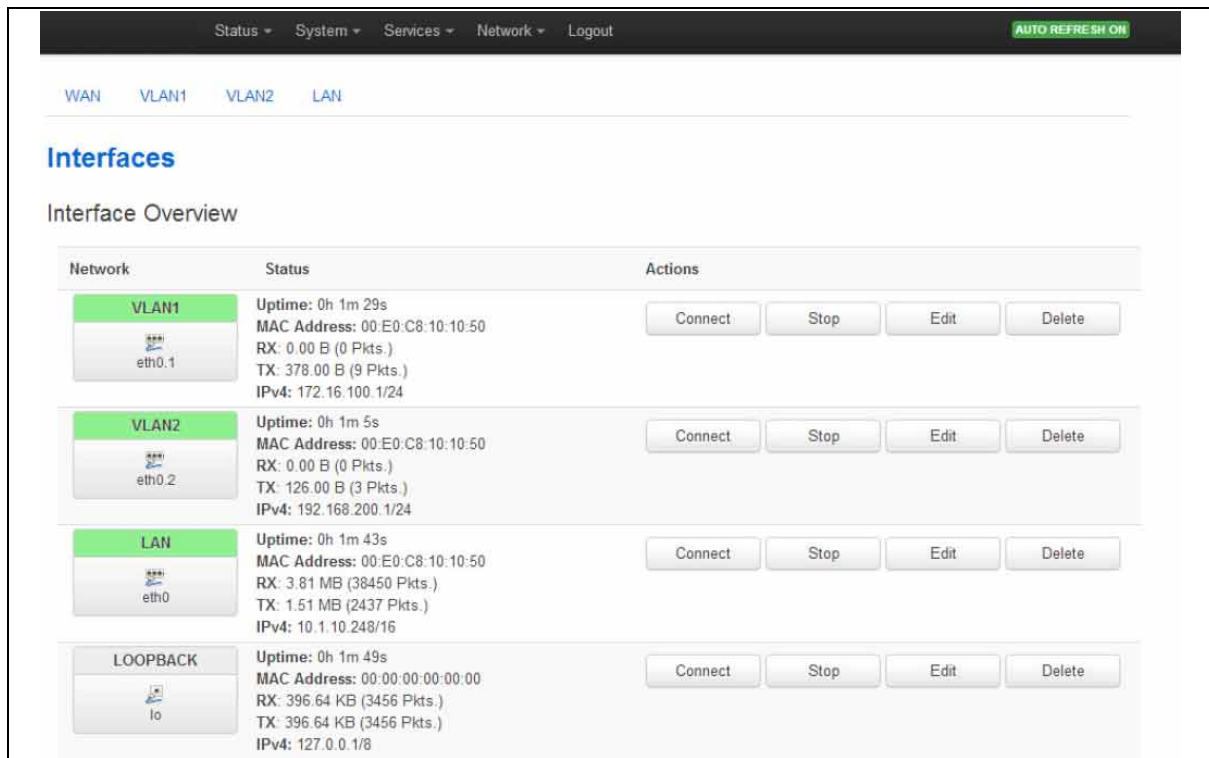 Status System Services Network Logout AUTO REFRESH ON
WAN VLAN1 VLAN2 LAN
Interfaces
Interface Overview
Network Status Actions
VLAN1
eth0.1
Uptime: 0h 1m 29s
MAC Address: 00:E0:C8:10:10:50
RX: 0.00 B (0 Pkts.)
TX: 378.00 B (9 Pkts.)
IPv4: 172.16.100.1/24
Connect Stop Edit Delete
VLAN2
eth0.2
Uptime: 0h 1m 5s
MAC Address: 00:E0:C8:10:10:50
RX: 0.00 B (0 Pkts.)
TX: 126.00 B (3 Pkts.)
IPv4: 192.168.200.1/24
Connect Stop Edit Delete
LAN
eth0
Uptime: 0h 1m 43s
MAC Address: 00:E0:C8:10:10:50
RX: 3.81 MB (38450 Pkts.)
TX: 1.51 MB (2437 Pkts.)
IPv4: 10.1.10.248/16
Connect Stop Edit Delete
LOOPBACK
lo
Uptime: 0h 1m 49s
MAC Address: 00:00:00:00:00:00
RX: 396.64 KB (3456 Pkts.)
TX: 396.64 KB (3456 Pkts.)
IPv4: 127.0.0.1/8
Connect Stop Edit Delete